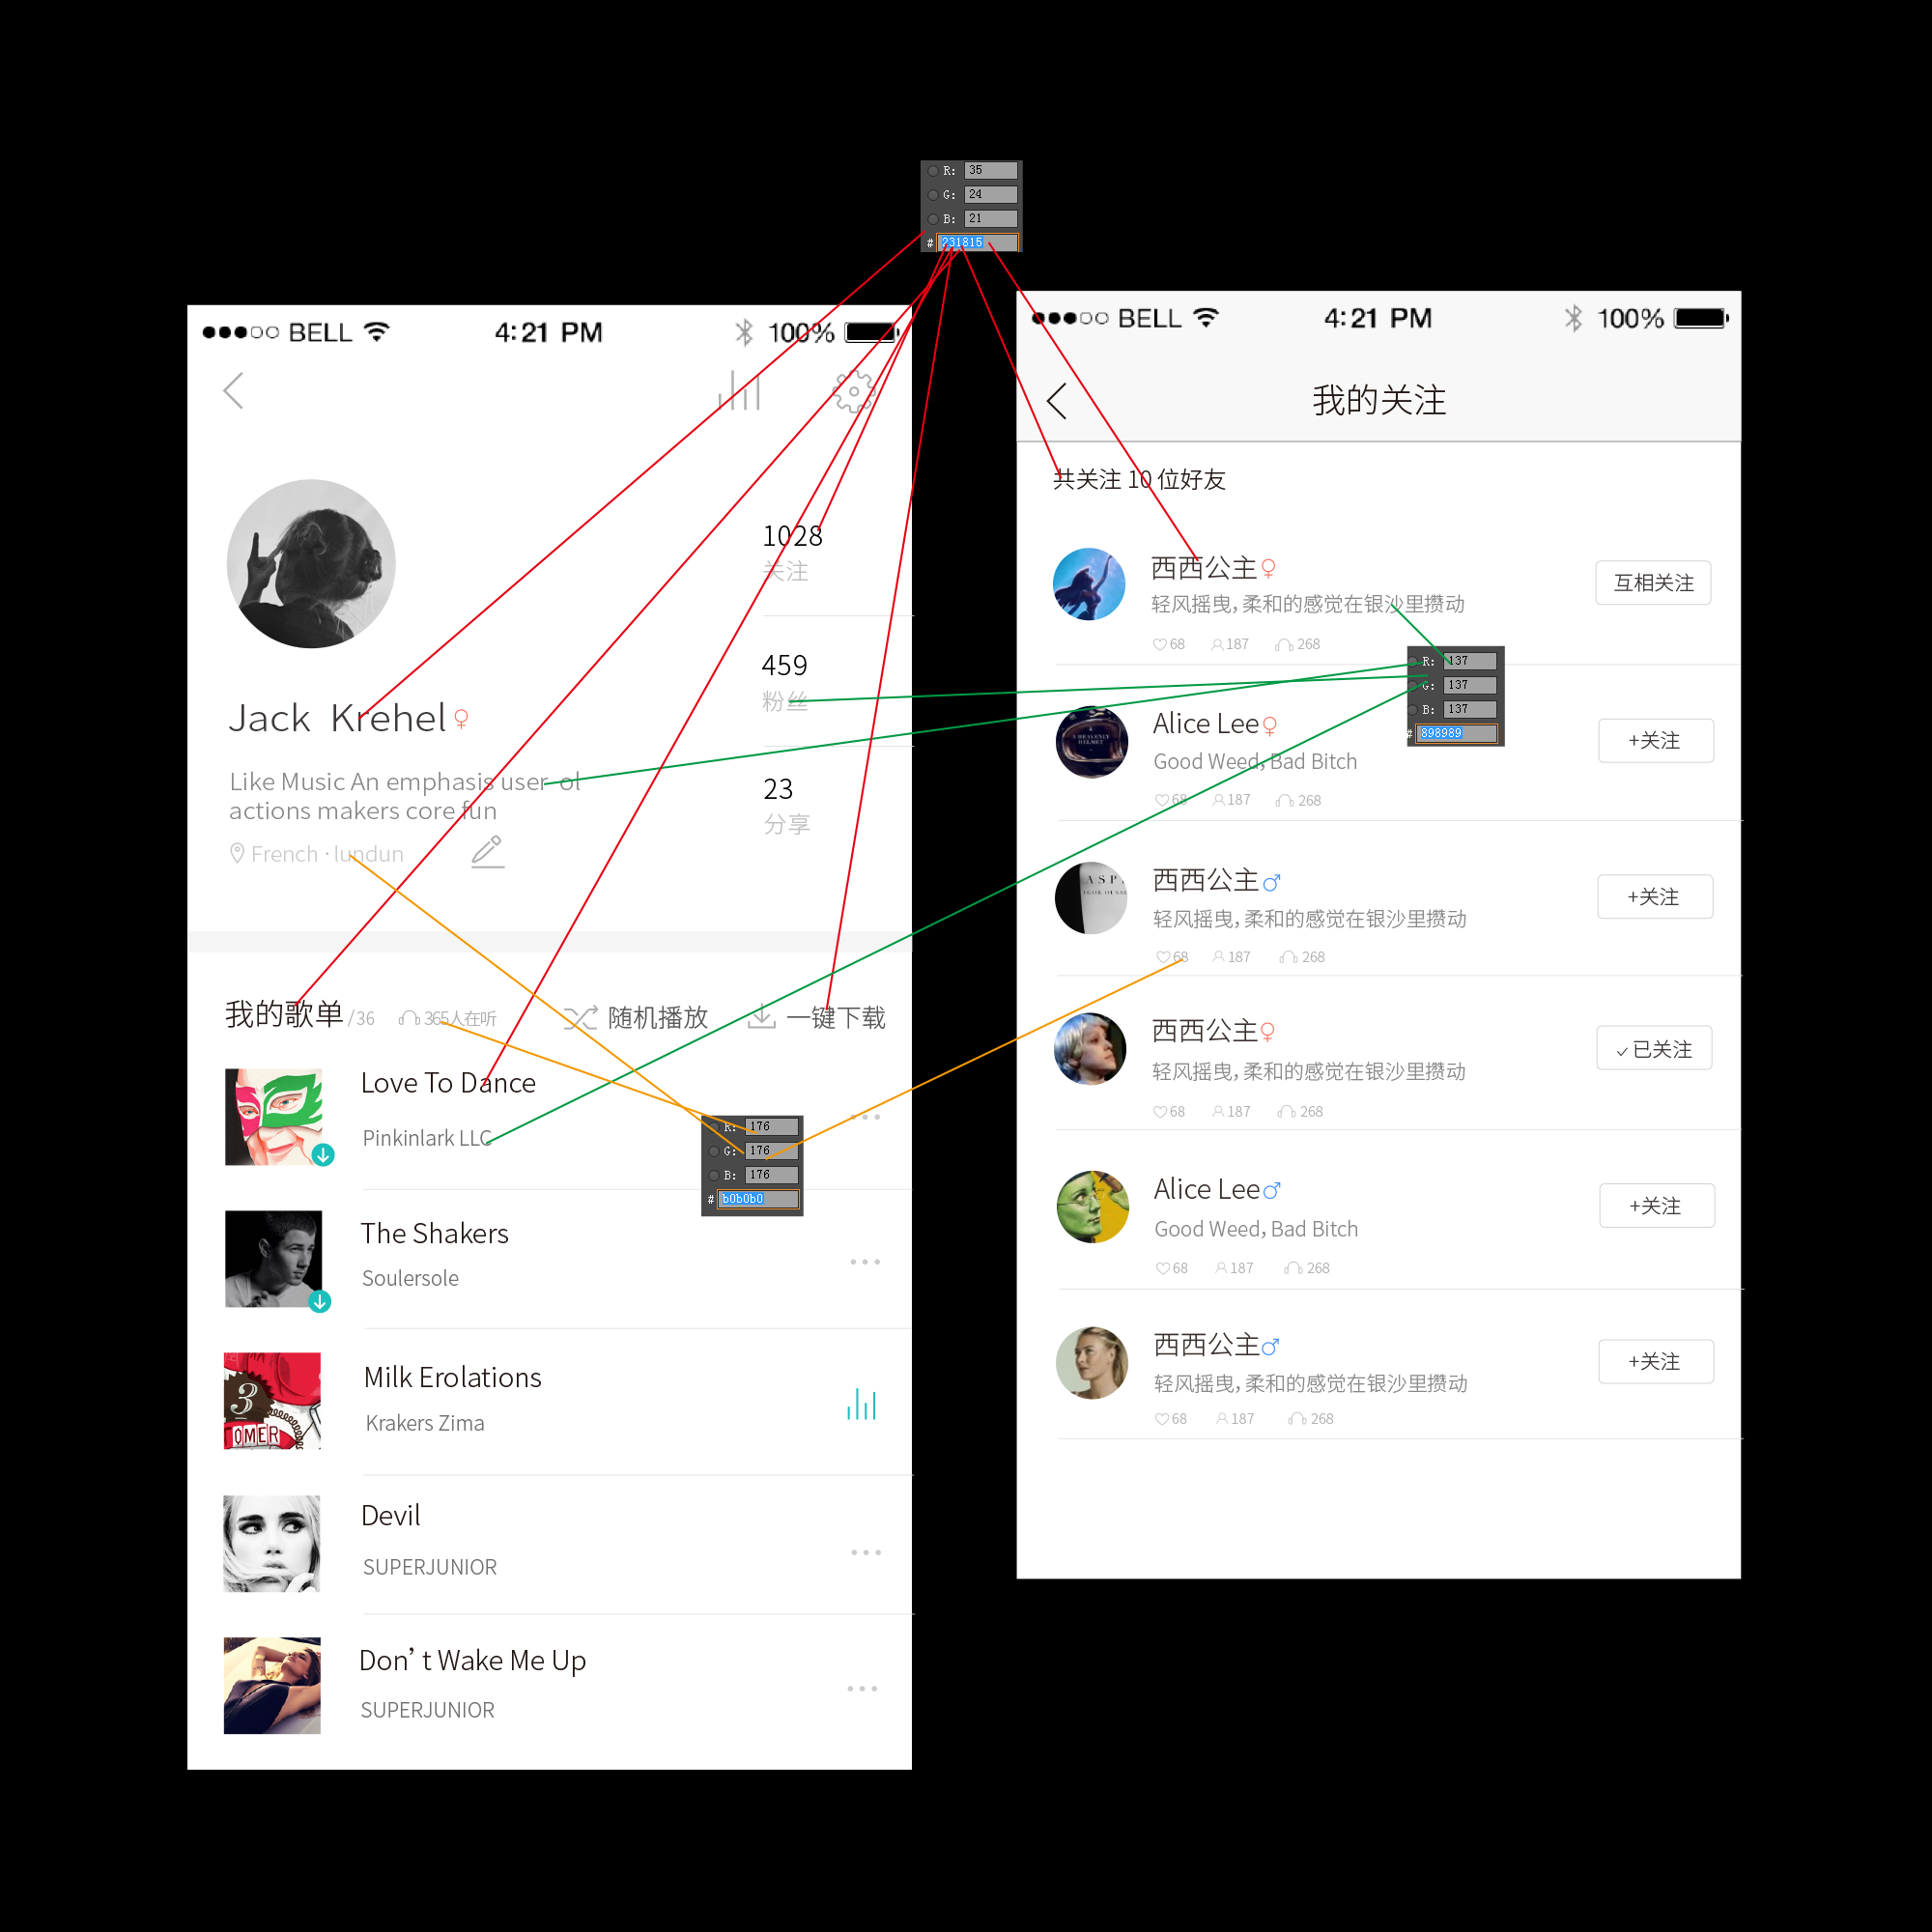 R: 35
G: 24
B: 21
# 231815
BELL 4:21 PM 100%
1028
关注
459
粉丝
Jack Krehel
Like Music An emphasis user ol
actions makers core fun
23
分享
French · lundun
我的歌单 /36 365人在听 随机播放 一键下载
Love To Dance
Pinkinlark LLC
R: 176
G: 176
B: 176
# b0b0b0
The Shakers
Soulersole
Milk Erolations
Krakers Zima
3
OMER
Devil
SUPERJUNIOR
Don’t Wake Me Up
SUPERJUNIOR
BELL 4:21 PM 100%
我的关注
共关注 10 位好友
西西公主
互相关注
轻风摇曳，柔和的感觉在银沙里攒动
68 187 268
R: 137
G: 137
B: 137
# 898989
A HEAVENLY
HELMET
Alice Lee
+关注
Good Weed, Bad Bitch
68 187 268
ASP
西西公主
+关注
轻风摇曳，柔和的感觉在银沙里攒动
68 187 268
西西公主
已关注
轻风摇曳，柔和的感觉在银沙里攒动
68 187 268
Alice Lee
+关注
Good Weed, Bad Bitch
68 187 268
西西公主
+关注
轻风摇曳，柔和的感觉在银沙里攒动
68 187 268